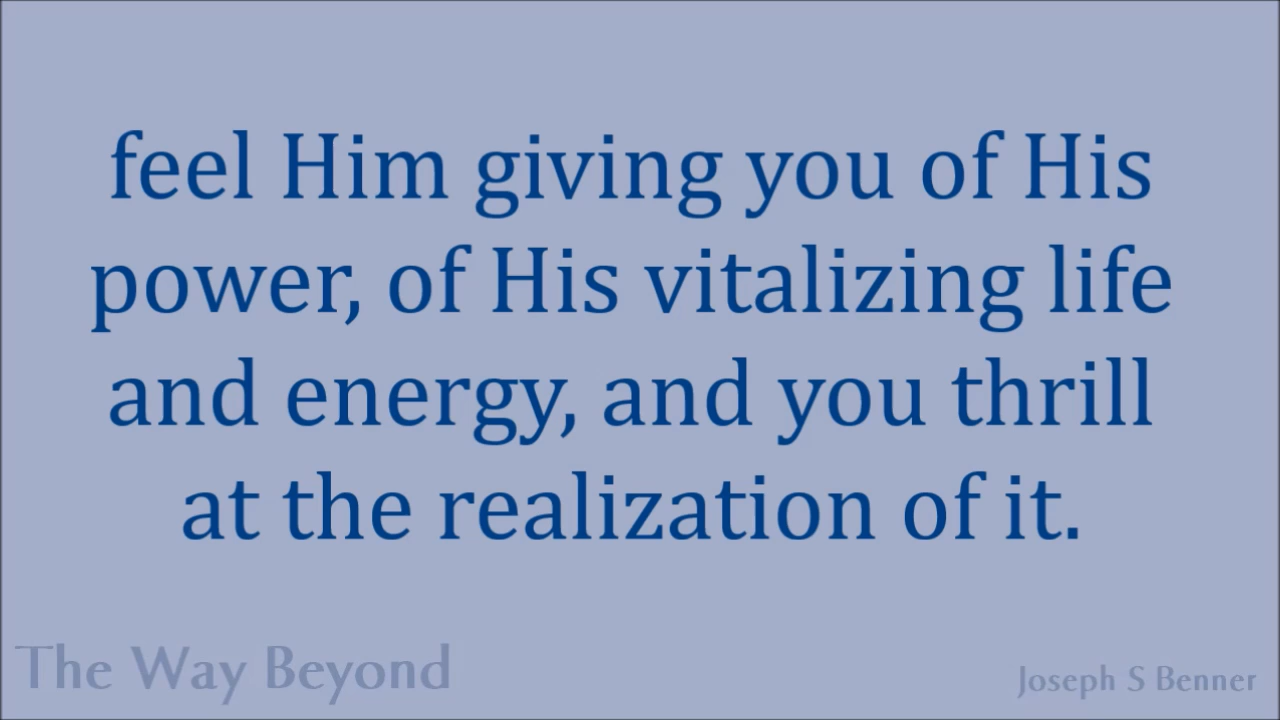 feel Him giving you of His
power, of His vitalizing life
and energy, and you thrill
at the realization of it.
The Way Beyond
Joseph S Benner